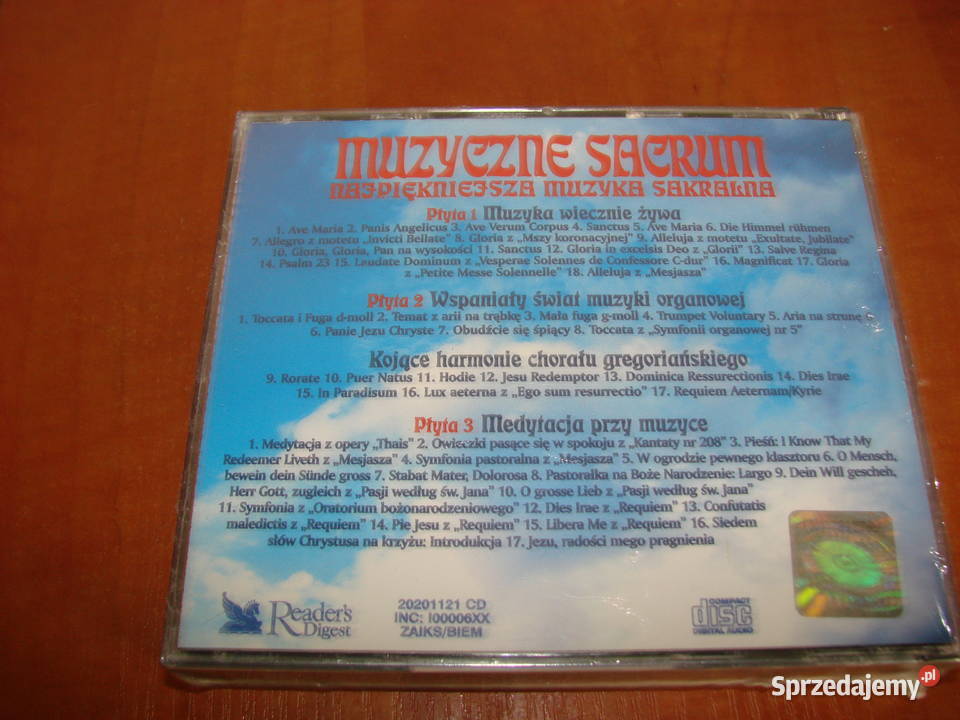 MUZYCZNE SACRUM
NAJPIĘKNIEJSZA MUZYKA SAKRALNA
Płyta 1 Muzyka wiecznie żywa
1. Ave Maria 2. Panis Angelicus 3. Ave Verum Corpus 4. Sanctus 5. Ave Maria 6. Die Himmel rühmen
7. Allegro z motetu „Invicti Bellate” 8. Gloria z „Mszy koronacyjnej” 9. Alleluja z motetu „Exultate, Jubilate”
10. Gloria, Gloria, Pan na wysokości 11. Sanctus 12. Gloria in excelsis Deo z „Glorii” 13. Salve Regina
14. Psalm 23 15. Laudate Dominum z „Vesperae Solennes de Confessore C-dur” 16. Magnificat 17. Gloria
z „Petite Messe Solennelle” 18. Alleluja z „Mesjasza”
Płyta 2 Wspaniały świat muzyki organowej
1. Toccata i Fuga d-moll 2. Temat z arii na trąbkę 3. Mała fuga g-moll 4. Trumpet Voluntary 5. Aria na strunę G
6. Panie Jezu Chryste 7. Obudźcie się śpiący 8. Toccata z „Symfonii organowej nr 5”
Kojące harmonie chorału gregoriańskiego
9. Rorate 10. Puer Natus 11. Hodie 12. Jesu Redemptor 13. Dominica Ressurectionis 14. Dies Irae
15. In Paradisum 16. Lux aeterna z „Ego sum resurrectio” 17. Requiem Aeternam/Kyrie
Płyta 3 Medytacja przy muzyce
1. Medytacja z opery „Thais” 2. Owieczki pasące się w spokoju z „Kantaty nr 208” 3. Pieśń: I Know That My
Redeemer Liveth z „Mesjasza” 4. Symfonia pastoralna z „Mesjasza” 5. W ogrodzie pewnego klasztoru 6. O Mensch,
bewein dein Sünde gross 7. Stabat Mater, Dolorosa 8. Pastorałka na Boże Narodzenie: Largo 9. Dein Will gescheh,
Herr Gott, zugleich z „Pasji według św. Jana” 10. O grosse Lieb z „Pasji według św. Jana”
11. Symfonia z „Oratorium bożonarodzeniowego” 12. Dies Irae z „Requiem” 13. Confutatis
maledictis z „Requiem” 14. Pie Jesu z „Requiem” 15. Libera Me z „Requiem” 16. Siedem
słów Chrystusa na krzyżu: Introdukcja 17. Jezu, radości mego pragnienia
Reader's
Digest
20201121 CD
INC: I00006XX
ZAIKS/BIEM
COMPACT
disc
DIGITAL AUDIO
Sprzedajemy.pl